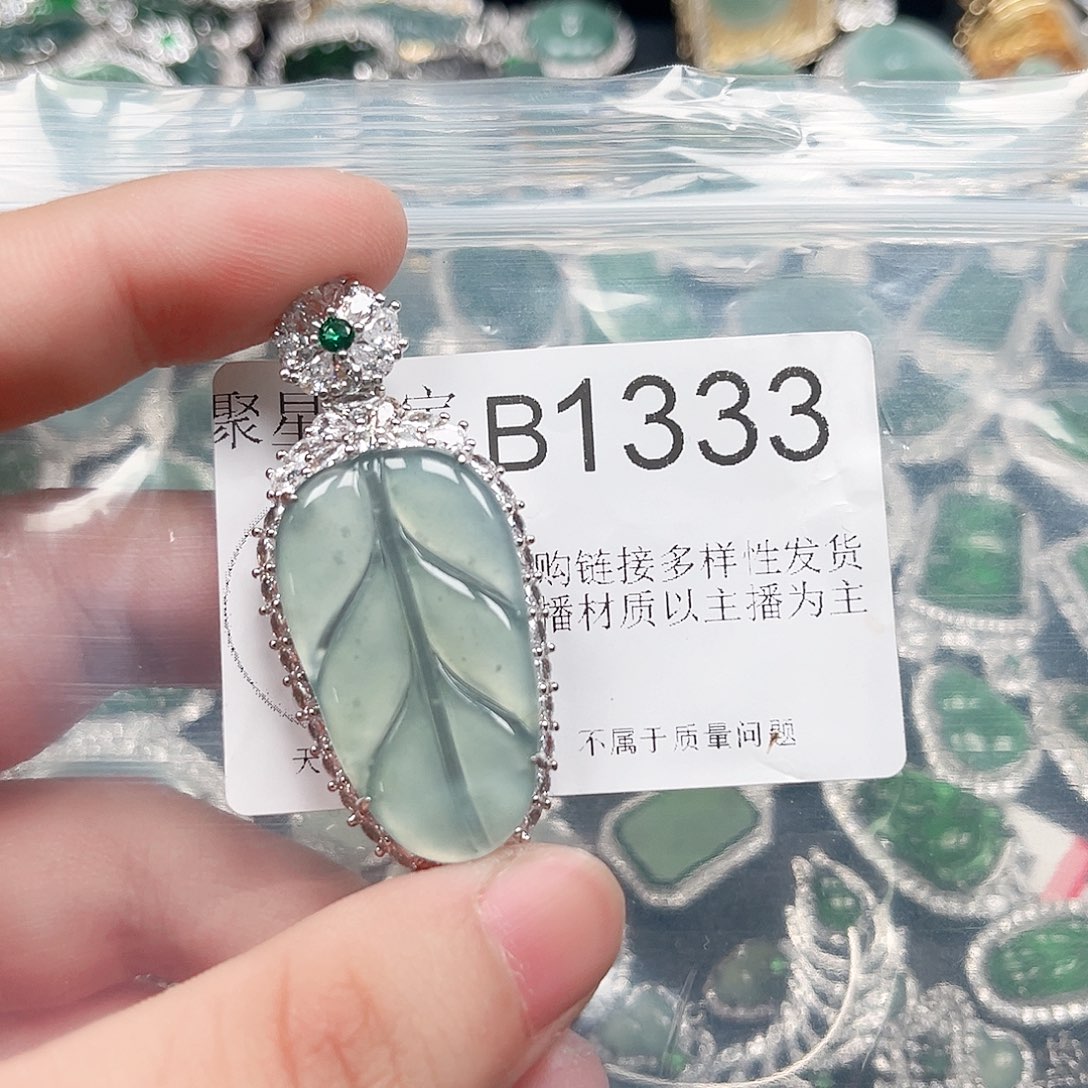 聚星
B1333
购链接多样性发货
播材质以主播为主
不属于质量问题
天